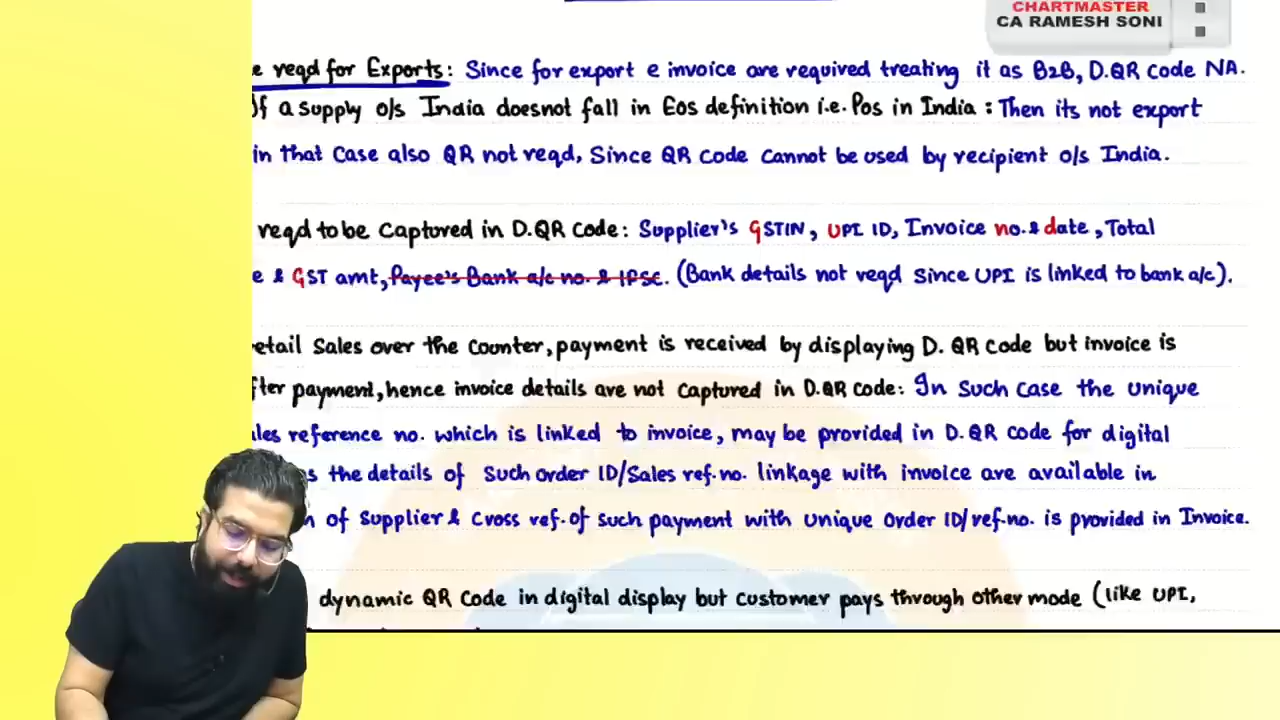 CHARTMASTER
CA RAMESH SONI
e reqd for Exports: Since for export e invoice are required treating it as B2B, D.QR code NA.
If a supply o/s India doesnot fall in EoS definition i.e. Pos in India : Then its not export
in that case also QR not reqd, Since QR code cannot be used by recipient o/s India.
reqd to be captured in D.QR code: Supplier's GSTIN, UPI ID, Invoice no. & date, Total
e & GST amt, Payee's Bank a/c no. & IFSC. (Bank details not reqd since UPI is linked to bank a/c).
etail sales over the counter, payment is received by displaying D. QR code but invoice is
fter payment, hence invoice details are not captured in D.QR code: In such case the unique
les reference no. which is linked to invoice, may be provided in D. QR code for digital
s the details of such order ID/Sales ref. no. linkage with invoice are available in
n of supplier & cross ref. of such payment with unique order ID/ref. no. is provided in Invoice.
dynamic QR code in digital display but customer pays through other mode (like UPI,